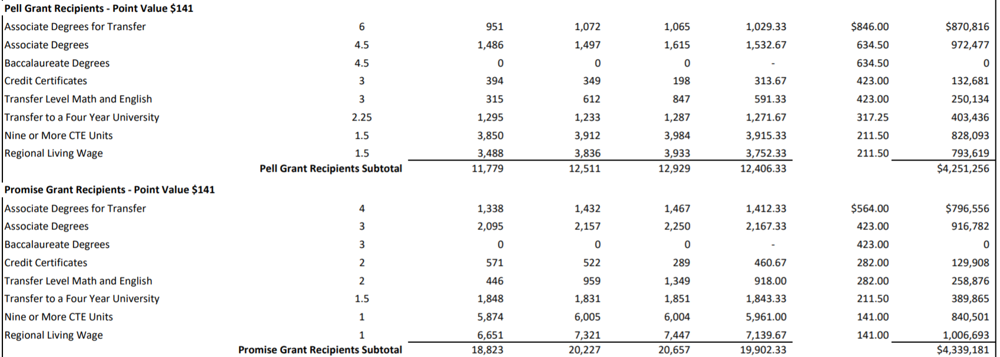 Pell Grant Recipients - Point Value $141
Associate Degrees for Transfer 6 951 1,072 1,065 1,029.33 $846.00 $870,816
Associate Degrees 4.5 1,486 1,497 1,615 1,532.67 634.50 972,477
Baccalaureate Degrees 4.5 0 0 0 - 634.50 0
Credit Certificates 3 394 349 198 313.67 423.00 132,681
Transfer Level Math and English 3 315 612 847 591.33 423.00 250,134
Transfer to a Four Year University 2.25 1,295 1,233 1,287 1,271.67 317.25 403,436
Nine or More CTE Units 1.5 3,850 3,912 3,984 3,915.33 211.50 828,093
Regional Living Wage 1.5 3,488 3,836 3,933 3,752.33 211.50 793,619
Pell Grant Recipients Subtotal 11,779 12,511 12,929 12,406.33 $4,251,256
Promise Grant Recipients - Point Value $141
Associate Degrees for Transfer 4 1,338 1,432 1,467 1,412.33 $564.00 $796,556
Associate Degrees 3 2,095 2,157 2,250 2,167.33 423.00 916,782
Baccalaureate Degrees 3 0 0 0 - 423.00 0
Credit Certificates 2 571 522 289 460.67 282.00 129,908
Transfer Level Math and English 2 446 959 1,349 918.00 282.00 258,876
Transfer to a Four Year University 1.5 1,848 1,831 1,851 1,843.33 211.50 389,865
Nine or More CTE Units 1 5,874 6,005 6,004 5,961.00 141.00 840,501
Regional Living Wage 1 6,651 7,321 7,447 7,139.67 141.00 1,006,693
Promise Grant Recipients Subtotal 18,823 20,227 20,657 19,902.33 $4,339,181